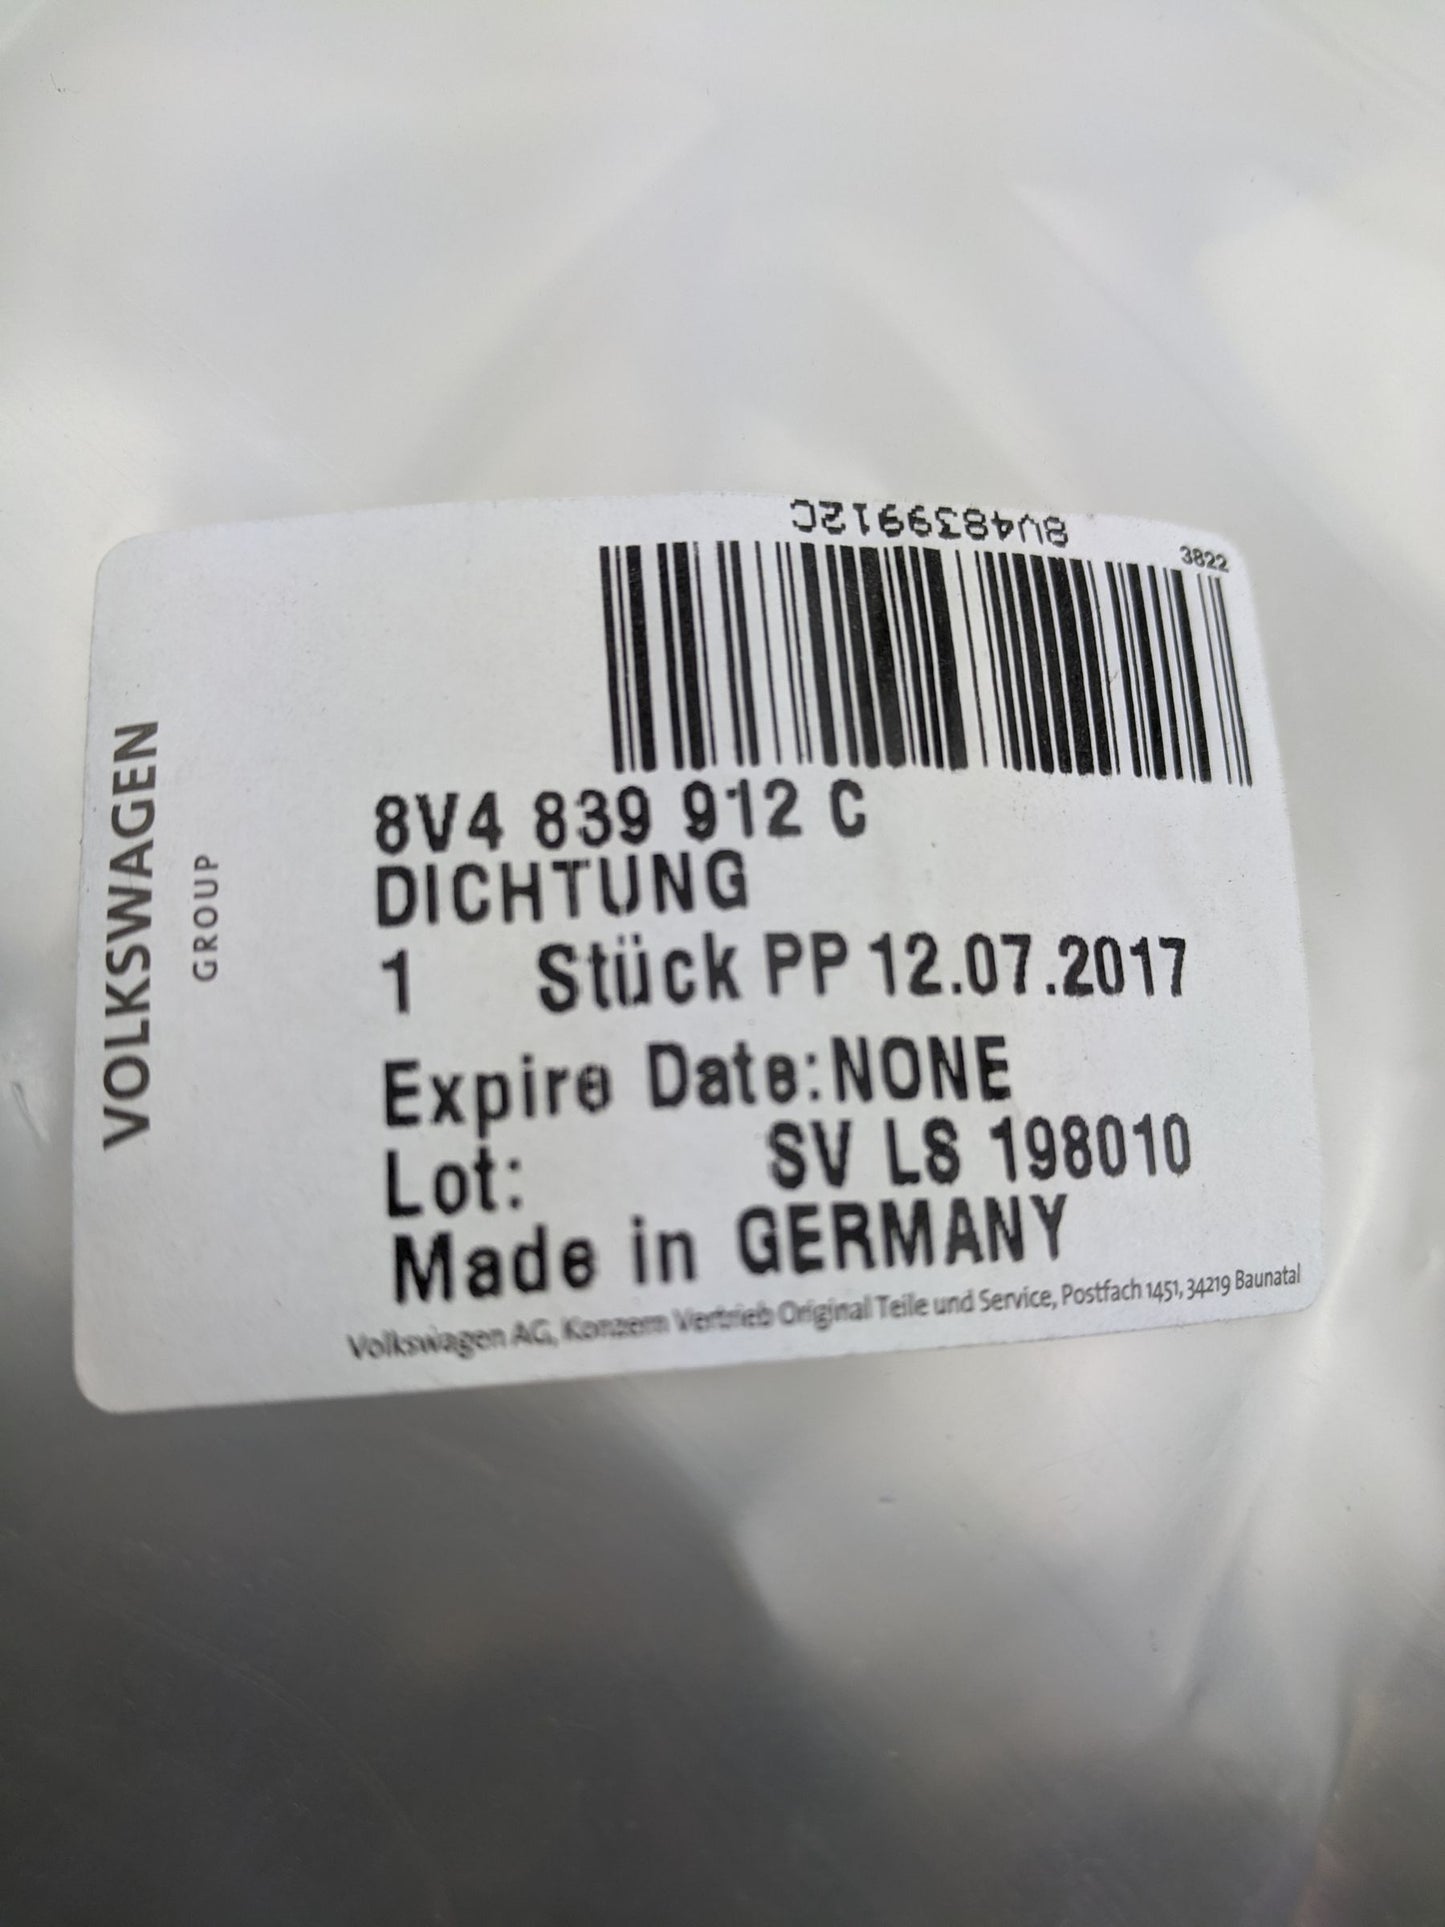 8V4839912C
3822
VOLKSWAGEN
GROUP
8V4 839 912 C
DICHTUNG
1 Stück PP 12.07.2017
Expire Date:NONE
Lot: SV LS 198010
Made in GERMANY
Volkswagen AG, Konzern Vertrieb Original Teile und Service, Postfach 1451, 34219 Baunatal